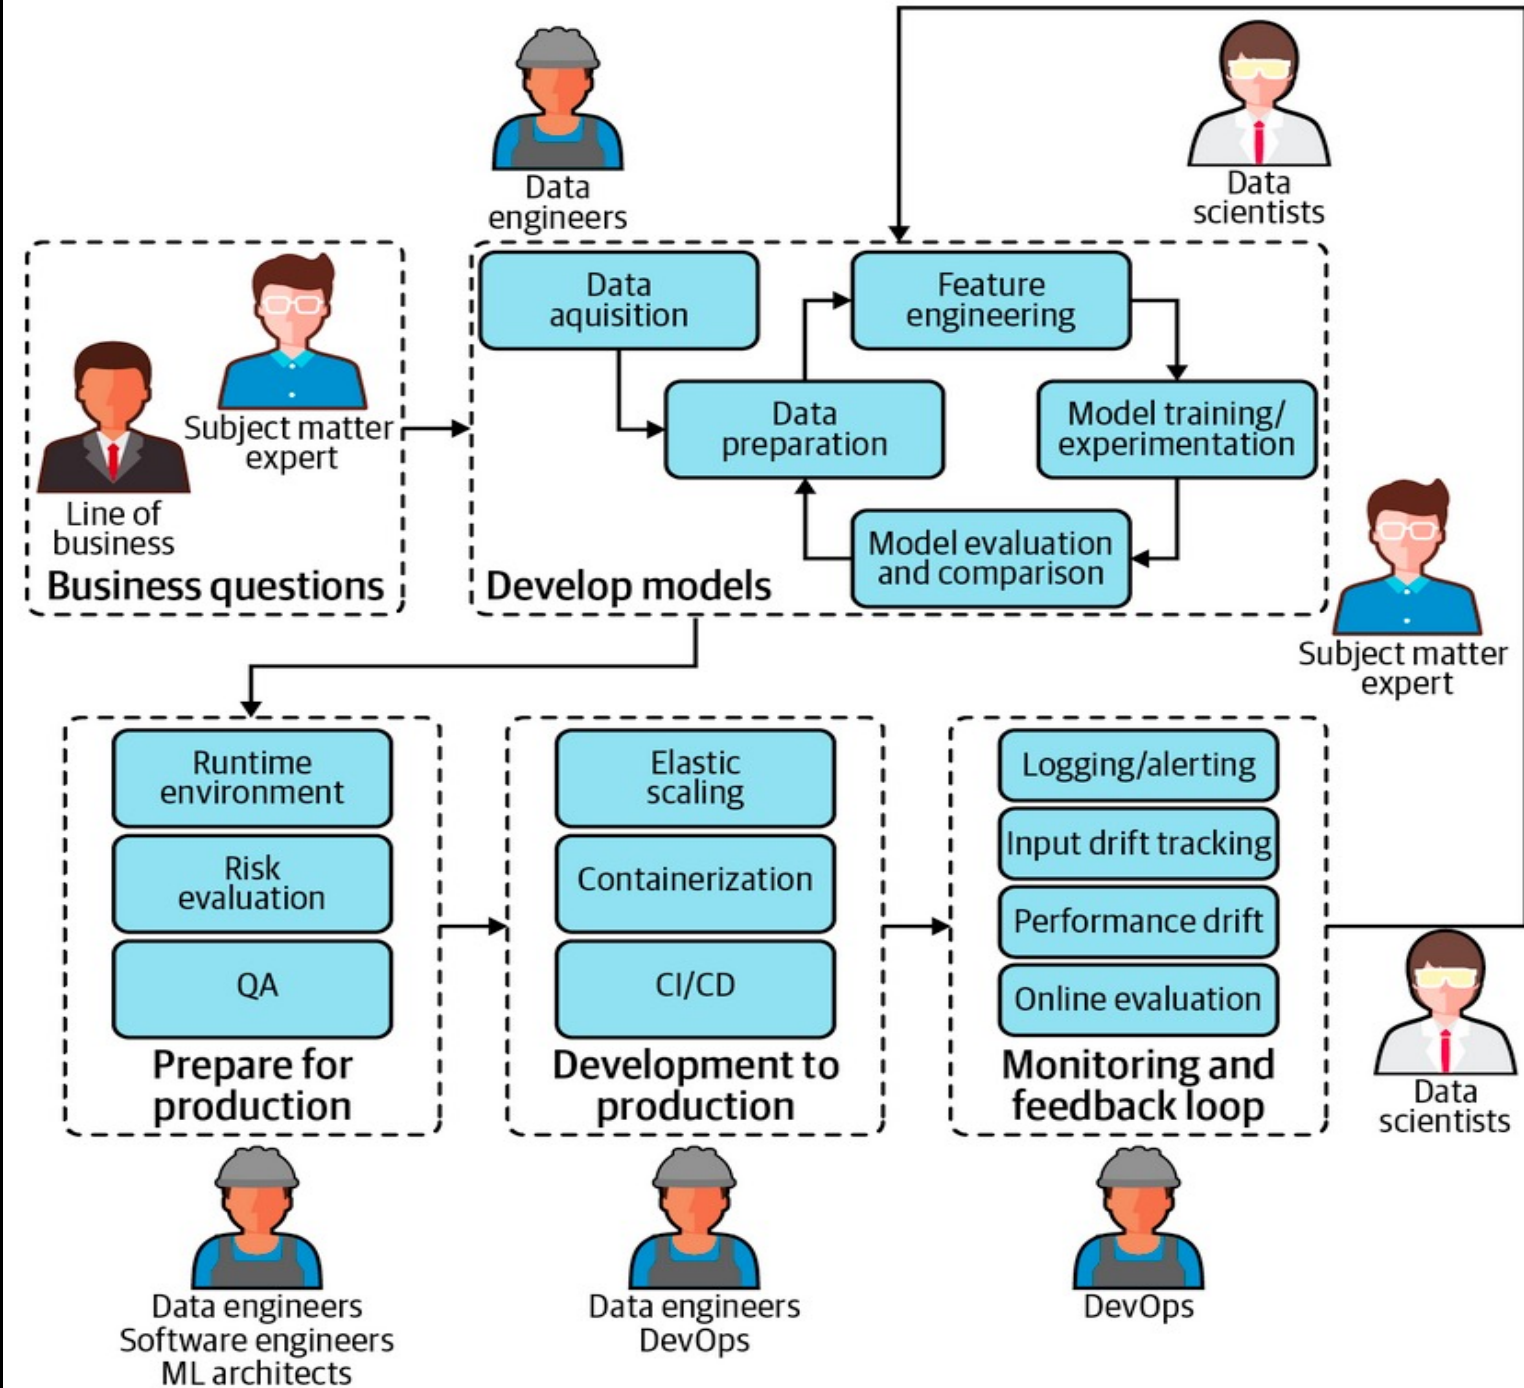 Data
engineers
Data
scientists
Subject matter
expert
Line of
business
Business questions
Data
aquisition
Feature
engineering
Data
preparation
Model training/
experimentation
Model evaluation
and comparison
Develop models
Subject matter
expert
Runtime
environment
Risk
evaluation
QA
Prepare for
production
Elastic
scaling
Containerization
CI/CD
Development to
production
Logging/alerting
Input drift tracking
Performance drift
Online evaluation
Monitoring and
feedback loop
Data
scientists
Data engineers
Software engineers
ML architects
Data engineers
DevOps
DevOps